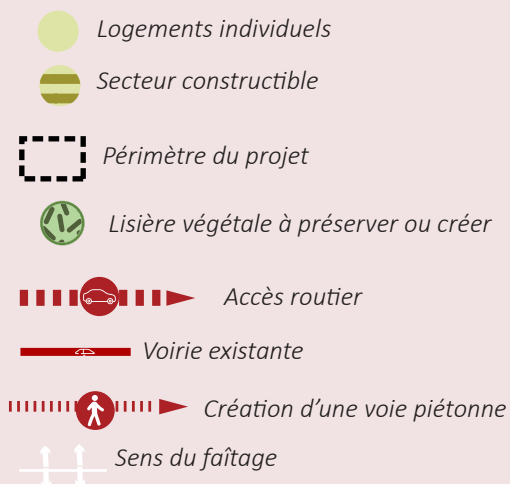 Logements individuels
Secteur constructible
Périmètre du projet
Lisière végétale à préserver ou créer
Accès routier
Voirie existante
Création d'une voie piétonne
Sens du faîtage